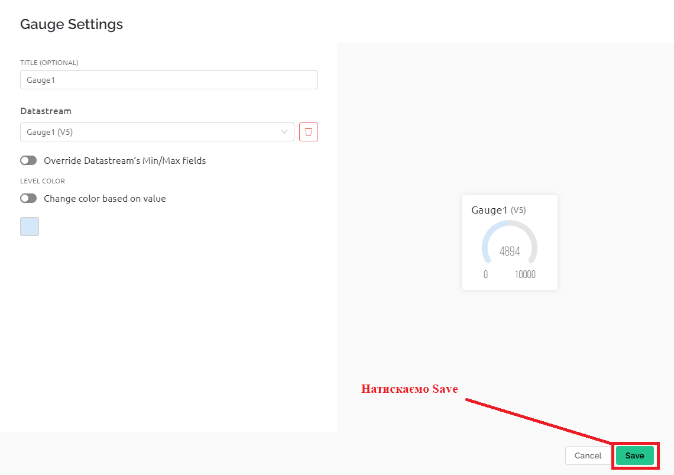 Gauge Settings
TITLE (OPTIONAL)
Gauge1
Datastream
Gauge1 (V5)
Override Datastream's Min/Max fields
LEVEL COLOR
Change color based on value
Gauge1 (V5)
4894
0 10000
Натискаємо Save
Cancel Save